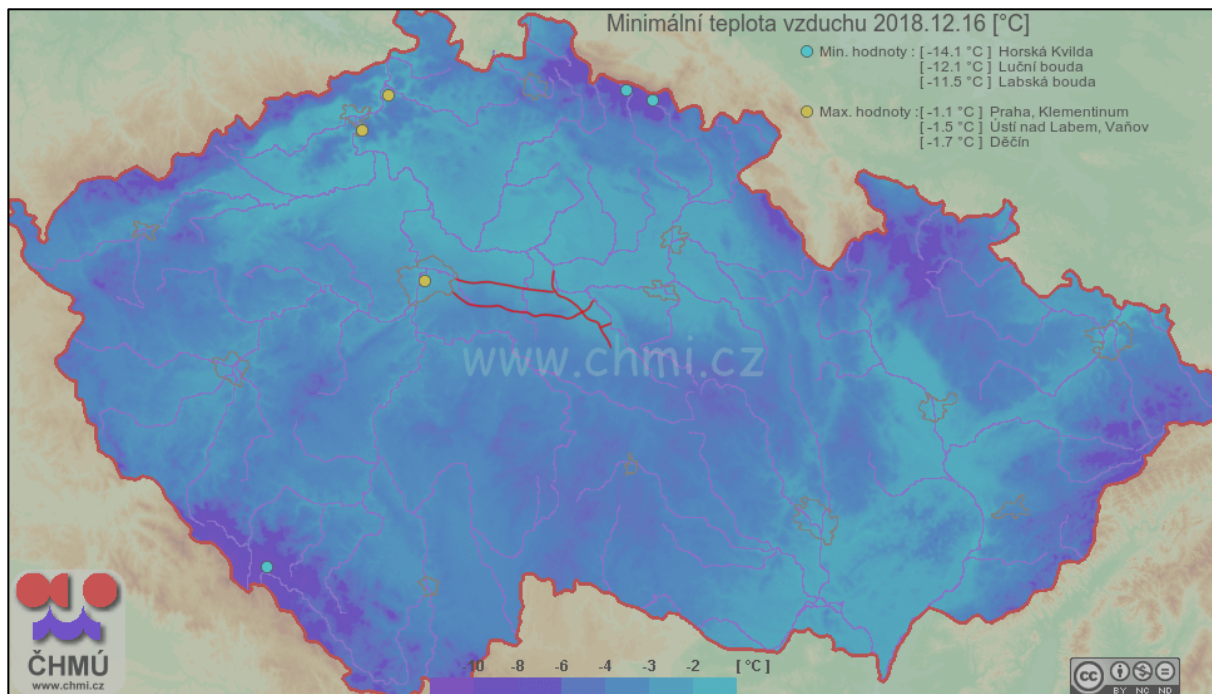 Minimální teplota vzduchu 2018.12.16 [°C]
Min. hodnoty : [ -14.1 °C ] Horská Kvilda
[ -12.1 °C ] Luční bouda
[ -11.5 °C ] Labská bouda
Max. hodnoty : [ -1.1 °C ] Praha, Klementinum
[ -1.5 °C ] Ústí nad Labem, Vaňov
[ -1.7 °C ] Děčín
www.chmi.cz
ČHMÚ
www.chmi.cz
-10 -8 -6 -4 -3 -2 [ °C ]
cc
BY NC ND